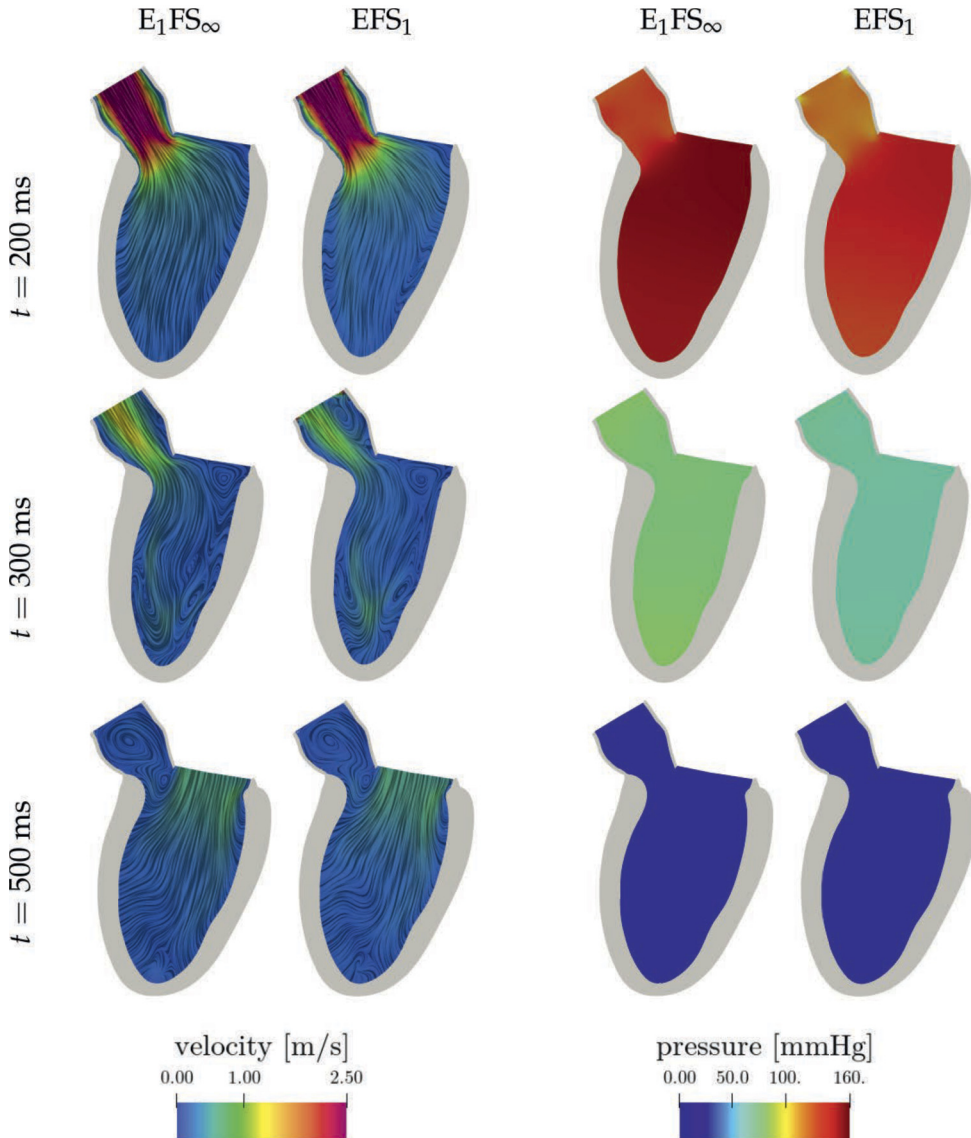 E₁FS∞ EFS₁ E₁FS∞ EFS₁
t = 200 ms
t = 300 ms
t = 500 ms
velocity [m/s] pressure [mmHg]
0.00 1.00 2.50 0.00 50.0 100. 160.